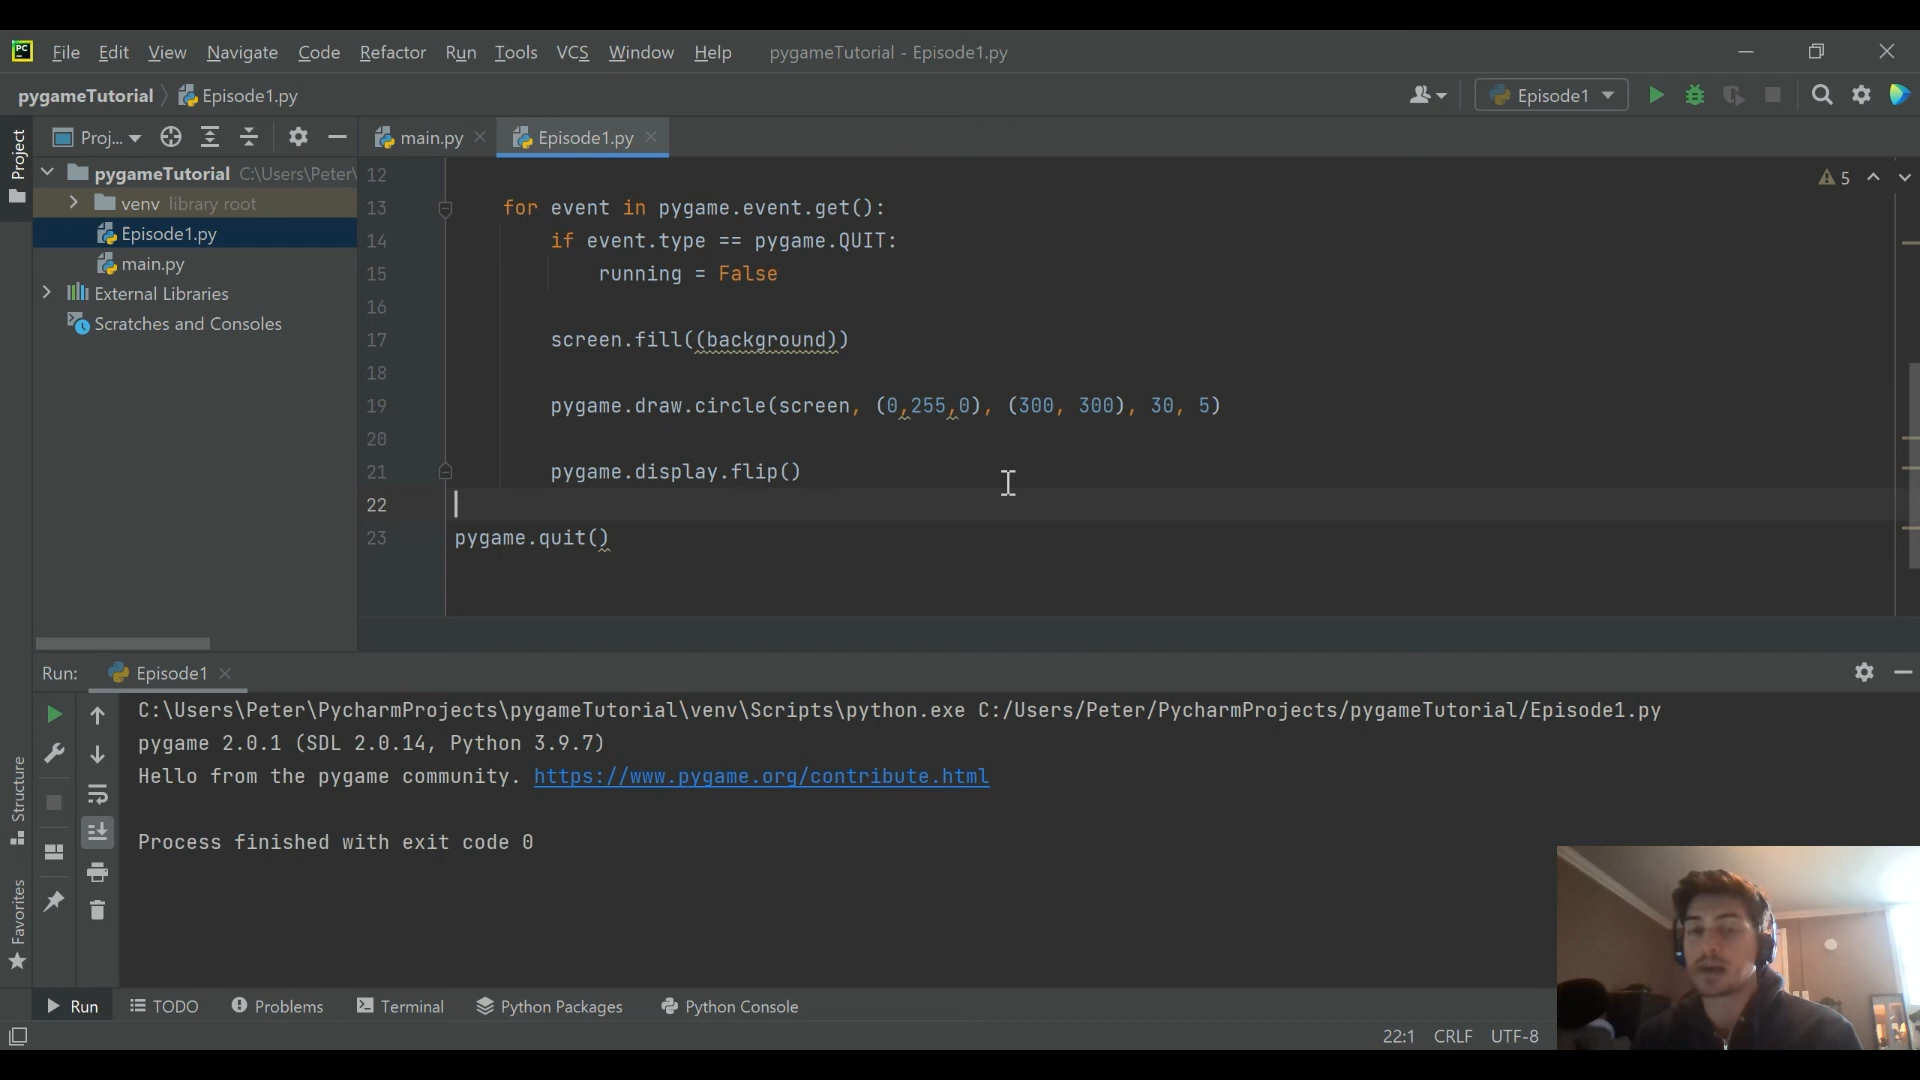 PC File Edit View Navigate Code Refactor Run Tools VCS Window Help pygameTutorial - Episode1.py
pygameTutorial Episode1.py Episode1
Project Proj... main.py Episode1.py
pygameTutorial C:\Users\Peter\
venv library root
Episode1.py
main.py
External Libraries
Scratches and Consoles
5
12
13 for event in pygame.event.get():
14 if event.type == pygame.QUIT:
15 running = False
16
17 screen.fill((background))
18
19 pygame.draw.circle(screen, (0,255,0), (300, 300), 30, 5)
20
21 pygame.display.flip()
22
23 pygame.quit()
Run: Episode1
C:\Users\Peter\PycharmProjects\pygameTutorial\venv\Scripts\python.exe C:/Users/Peter/PycharmProjects/pygameTutorial/Episode1.py
pygame 2.0.1 (SDL 2.0.14, Python 3.9.7)
Hello from the pygame community. https://www.pygame.org/contribute.html
Process finished with exit code 0
Structure
Favorites
Run TODO Problems Terminal Python Packages Python Console
22:1 CRLF UTF-8